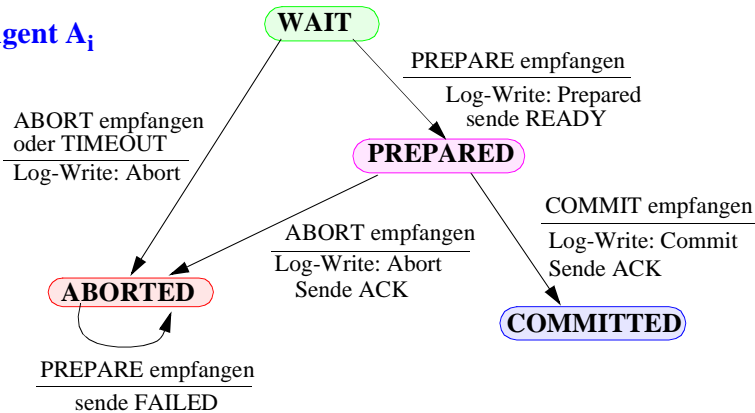 WAIT
gent Ai
PREPARE empfangen
Log-Write: Prepared
sende READY
ABORT empfangen
oder TIMEOUT
Log-Write: Abort
PREPARED
COMMIT empfangen
Log-Write: Commit
Sende ACK
ABORT empfangen
Log-Write: Abort
Sende ACK
ABORTED
COMMITTED
PREPARE empfangen
sende FAILED